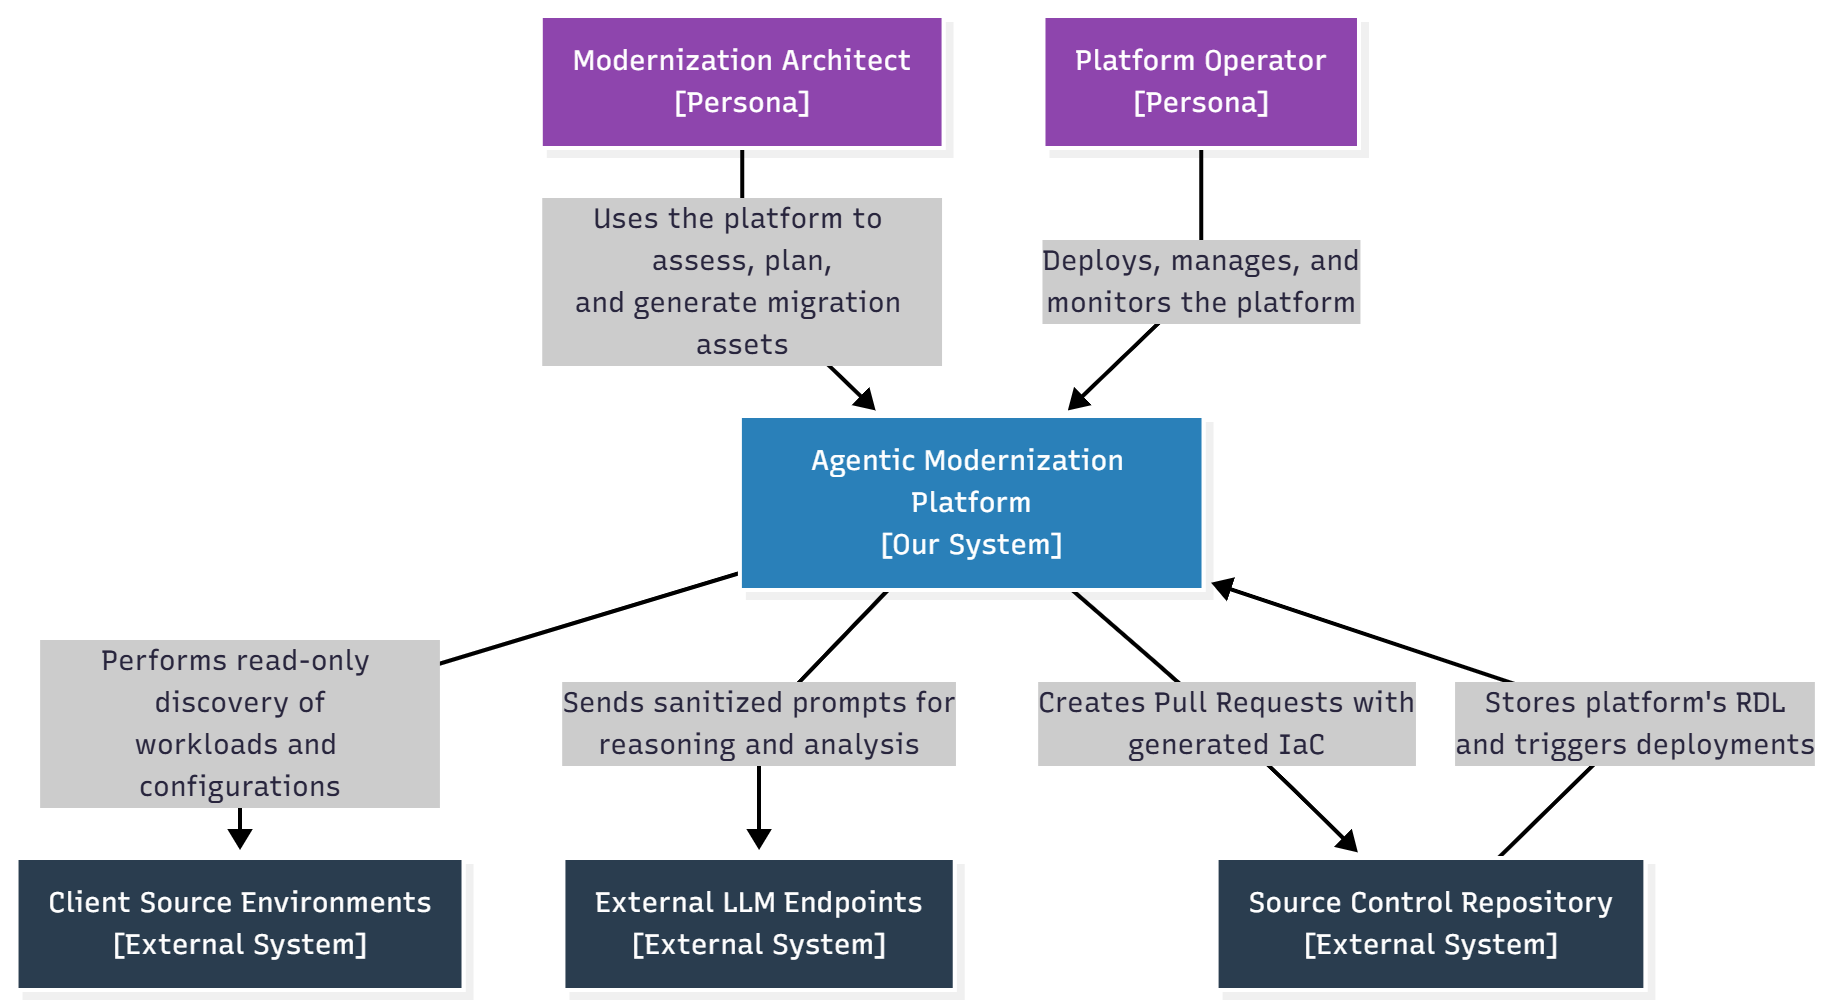 Modernization Architect
[Persona]
Platform Operator
[Persona]
Uses the platform to
assess, plan,
and generate migration
assets
Deploys, manages, and
monitors the platform
Agentic Modernization
Platform
[Our System]
Performs read-only
discovery of
workloads and
configurations
Sends sanitized prompts for
reasoning and analysis
Creates Pull Requests with
generated IaC
Stores platform's RDL
and triggers deployments
Client Source Environments
[External System]
External LLM Endpoints
[External System]
Source Control Repository
[External System]